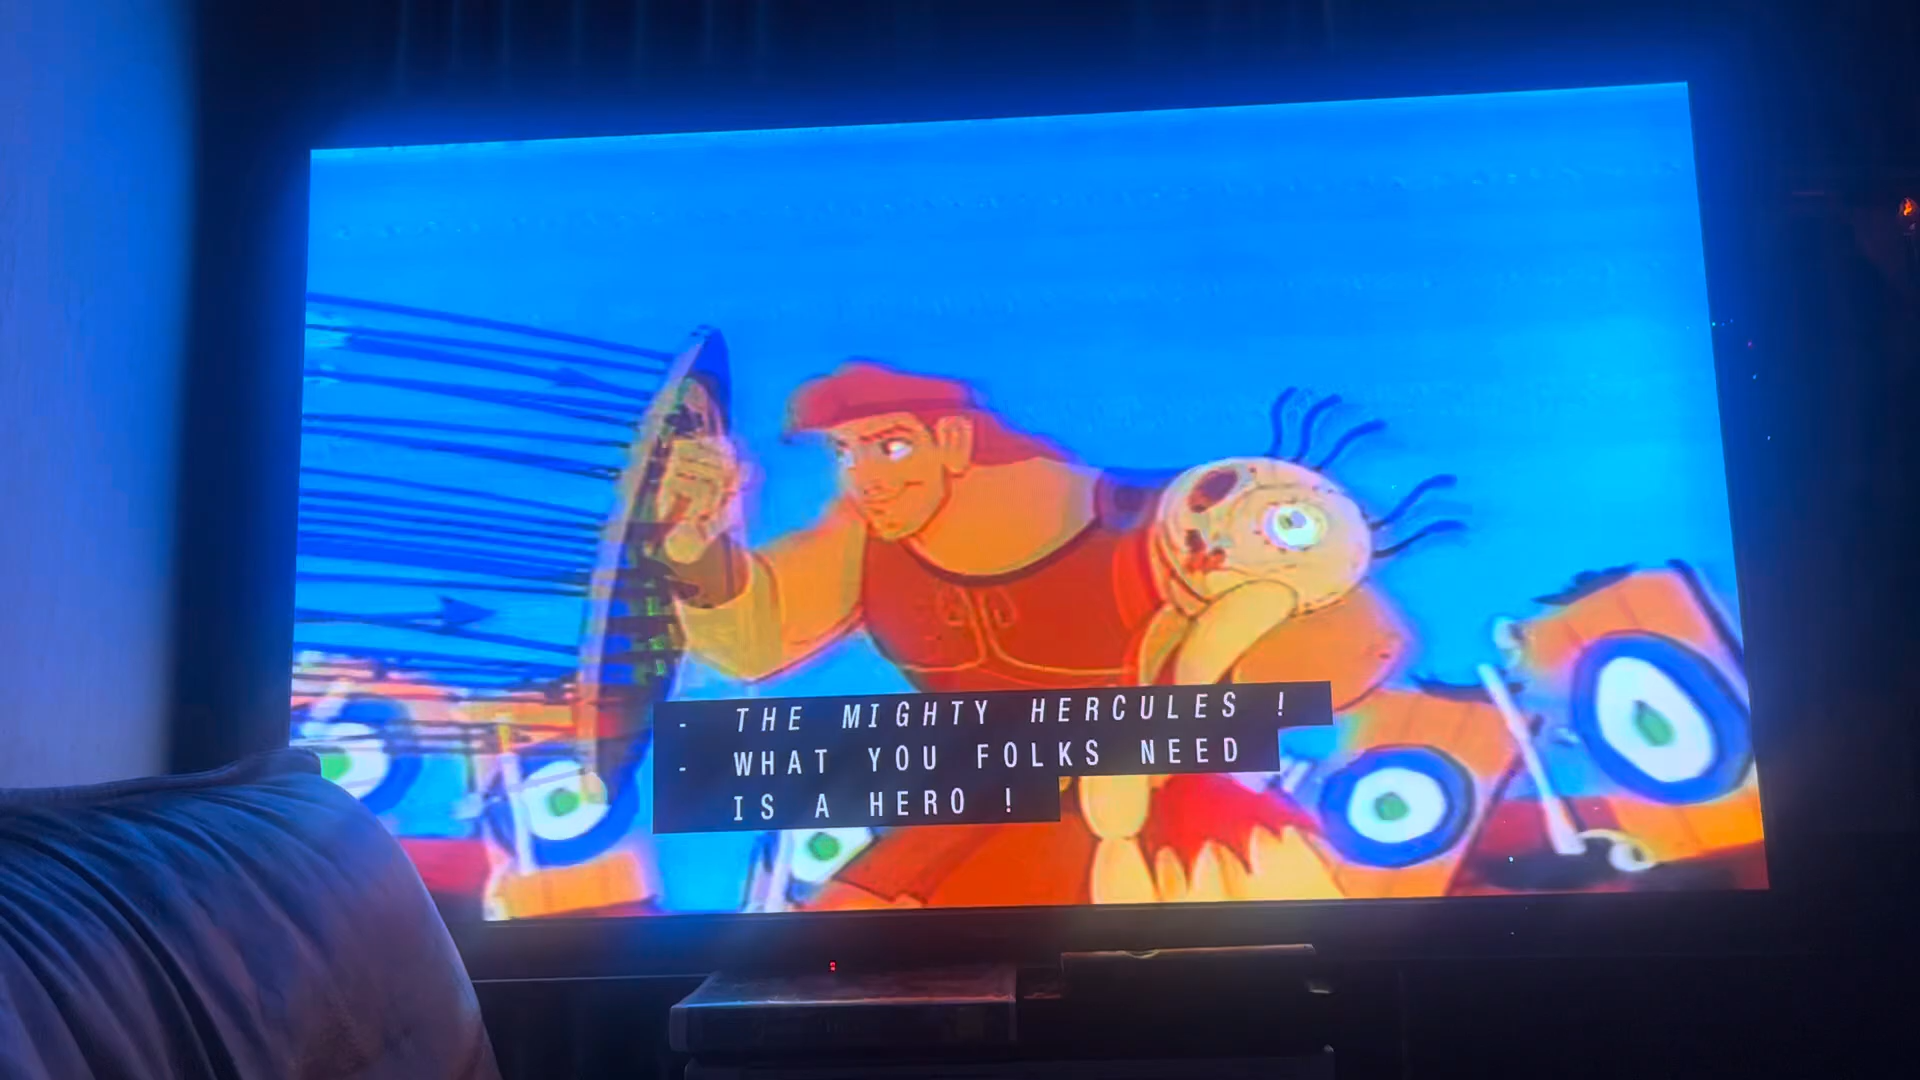 - THE MIGHTY HERCULES !
- WHAT YOU FOLKS NEED
IS A HERO !